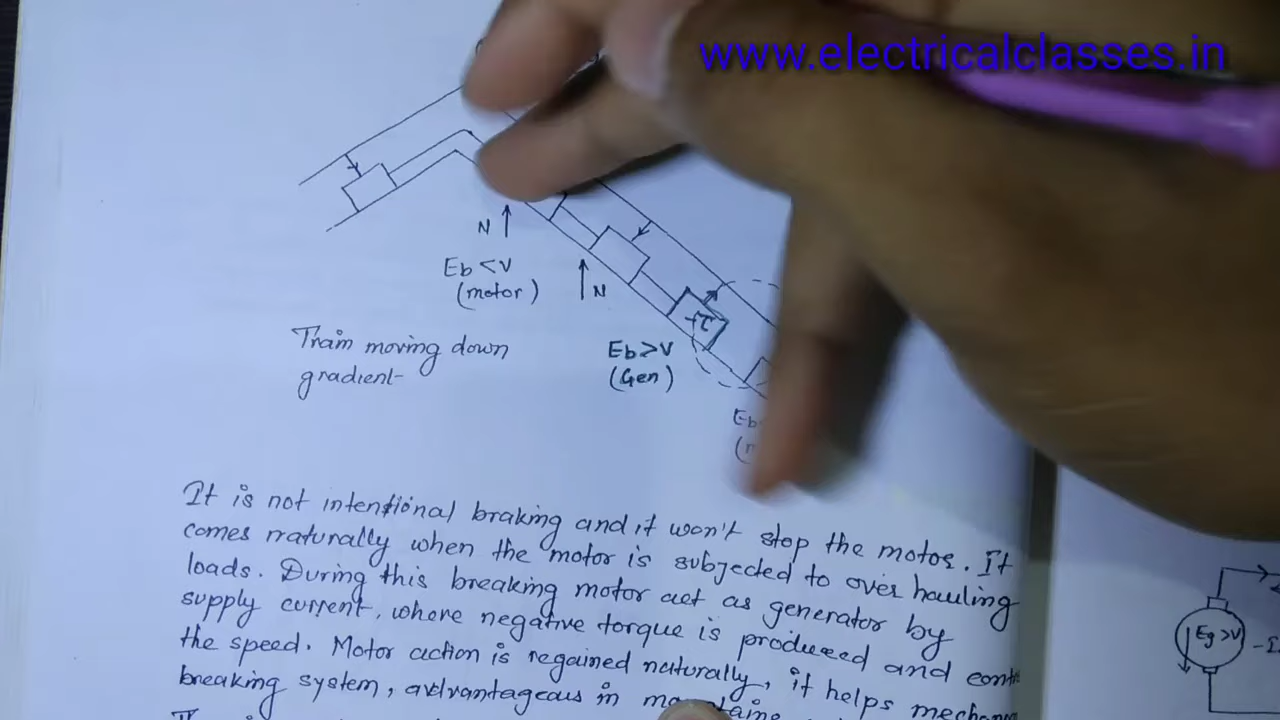 www.electricalclasses.in
N
Eb < V
(motor)
N
-τ
Eb > V
(Gen)
Train moving down
gradient-
Eb
It is not intentional braking and it won't stop the motor. It
comes naturally when the motor is subjected to over hauling
loads. During this breaking motor act as generator by
supply current, where negative torque is produced and cont
the speed. Motor action is regained naturally, it helps mechan
breaking system, advantageous in
Eg > V